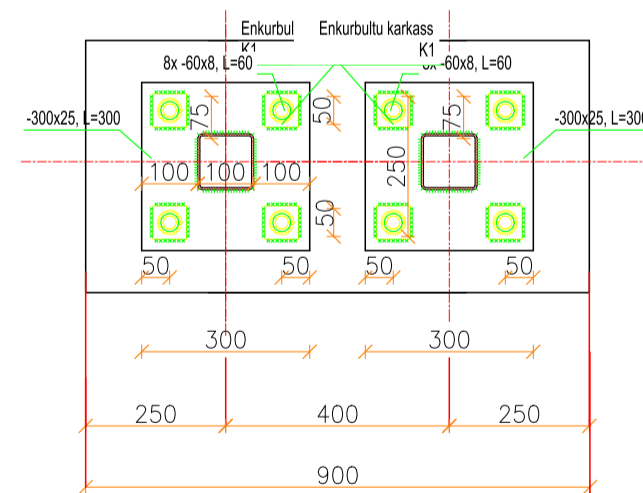 Enkurbul Enkurbultu karkass
K1 K1
8x -60x8, L=60 8x -60x8, L=60
75 50 75
-300x25, L=300 -300x25, L=300
100 100 100 250
50
50 50 50 50
300 300
250 400 250
900